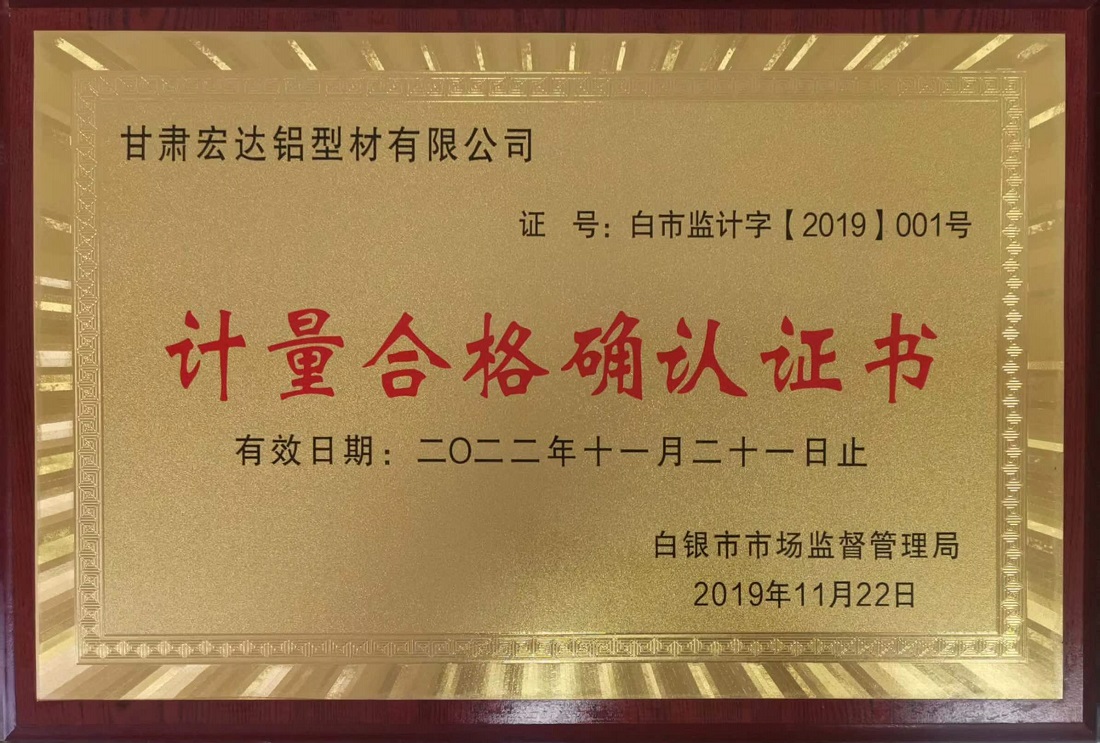 甘肃宏达铝型材有限公司
证 号：白市监计字【2019】001号
计量合格确认证书
有效日期：二〇二二年十一月二十一日止
白银市市场监督管理局
2019年11月22日